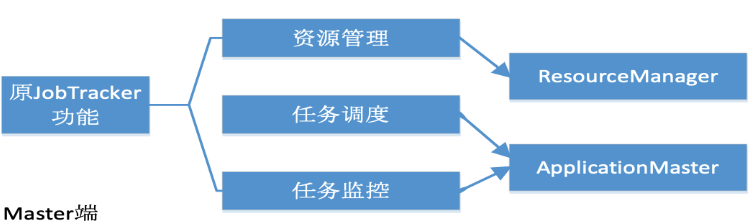 资源管理
ResourceManager
原JobTracker
功能
任务调度
ApplicationMaster
任务监控
Master端